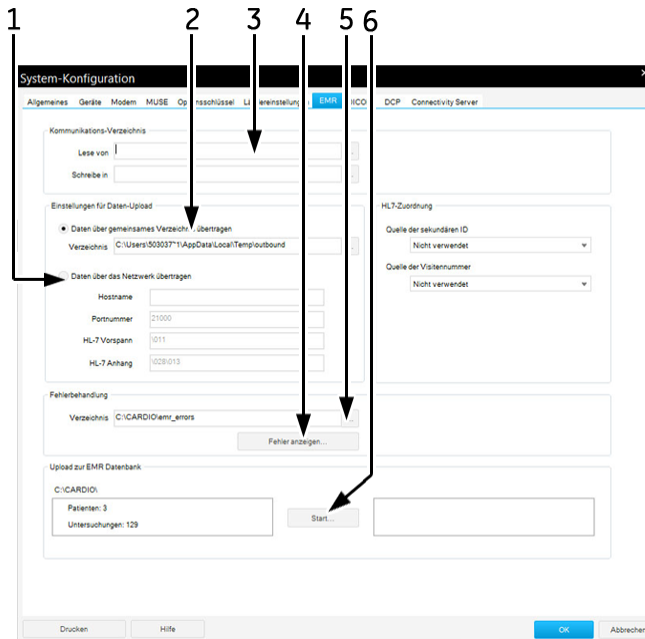 1 2 3 4 5 6
System-Konfiguration
Allgemeines Geräte Modem MUSE EMR DCP Connectivity Server
Kommunikations-Verzeichnis
Lese von
Schreibe in
Einstellungen für Daten-Upload
Daten über gemeinsames übertragen
Verzeichnis C:\Users\503037~1\AppData\Local\Temp\outbound
Daten über das Netzwerk übertragen
Hostname
Portnummer 21000
HL-7 Vorspann \011
HL-7 Anhang \028\013
HL7-Zuordnung
Quelle der sekundären ID
Nicht verwendet
Quelle der Visitennummer
Nicht verwendet
Fehlerbehandlung
Verzeichnis C:\CARDIO\emr_errors
Fehler anzeigen...
Upload zur EMR Datenbank
C:\CARDIO\
Patienten: 3
Untersuchungen: 129
Start...
Drucken Hilfe OK Abbrechen